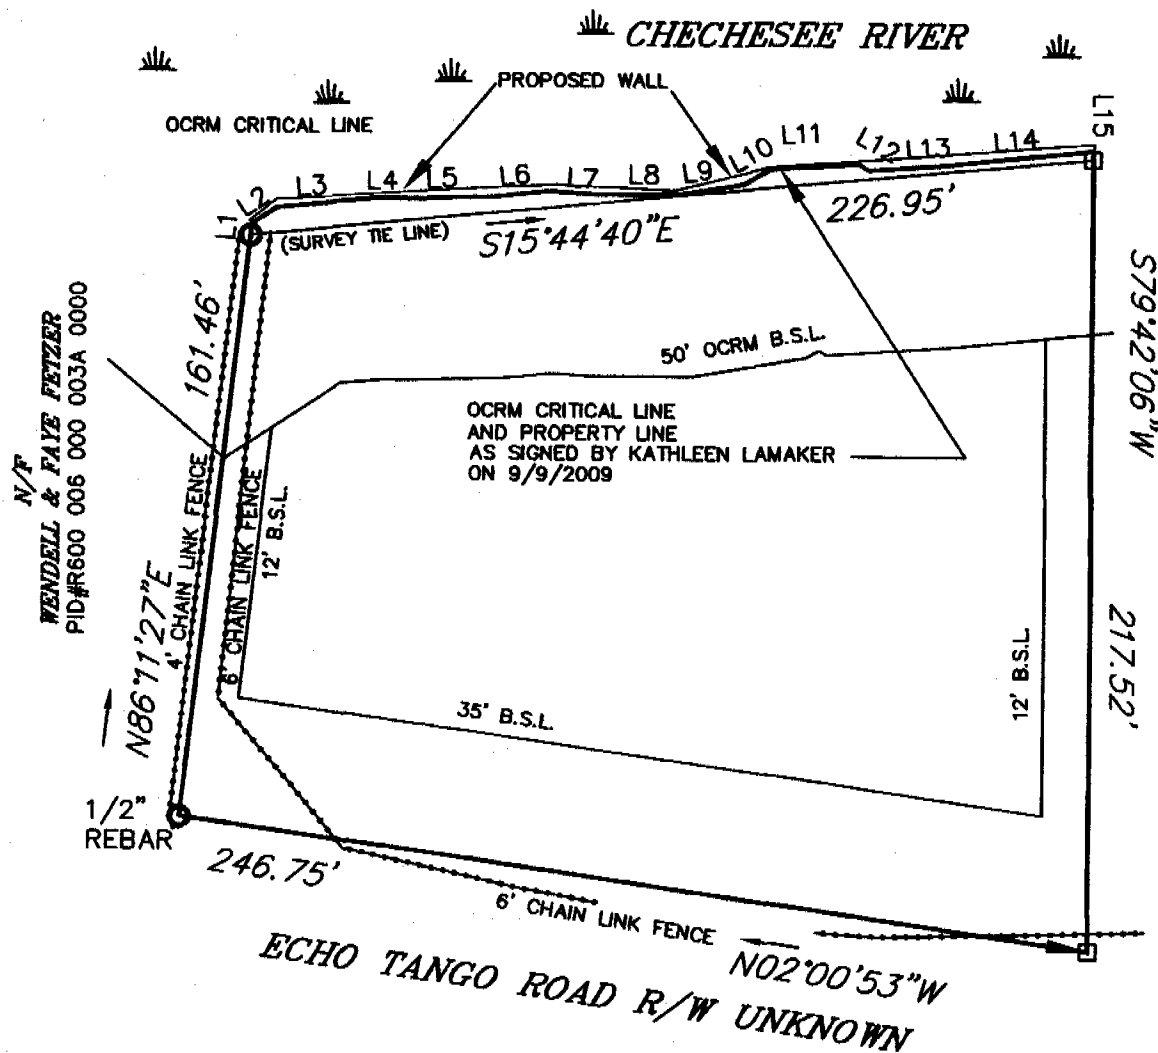 CHECHESEE RIVER
PROPOSED WALL
OCRM CRITICAL LINE
L1
L2
L3
L4
L5
L6
L7
L8
L9
L10
L11
L12
L13
L14
L15
(SURVEY TIE LINE)
S15°44'40"E
226.95'
161.46'
S79°42'06"W
50' OCRM B.S.L.
N/F
WENDELL & FAYE FETZER
PID#R600 006 000 003A 0000
OCRM CRITICAL LINE
AND PROPERTY LINE
AS SIGNED BY KATHLEEN LAMAKER
ON 9/9/2009
4' CHAIN LINK FENCE
6' CHAIN LINK FENCE
12' B.S.L.
N86°11'27"E
12' B.S.L.
217.52'
35' B.S.L.
1/2"
REBAR
246.75'
6' CHAIN LINK FENCE
N02°00'53"W
ECHO TANGO ROAD R/W UNKNOWN